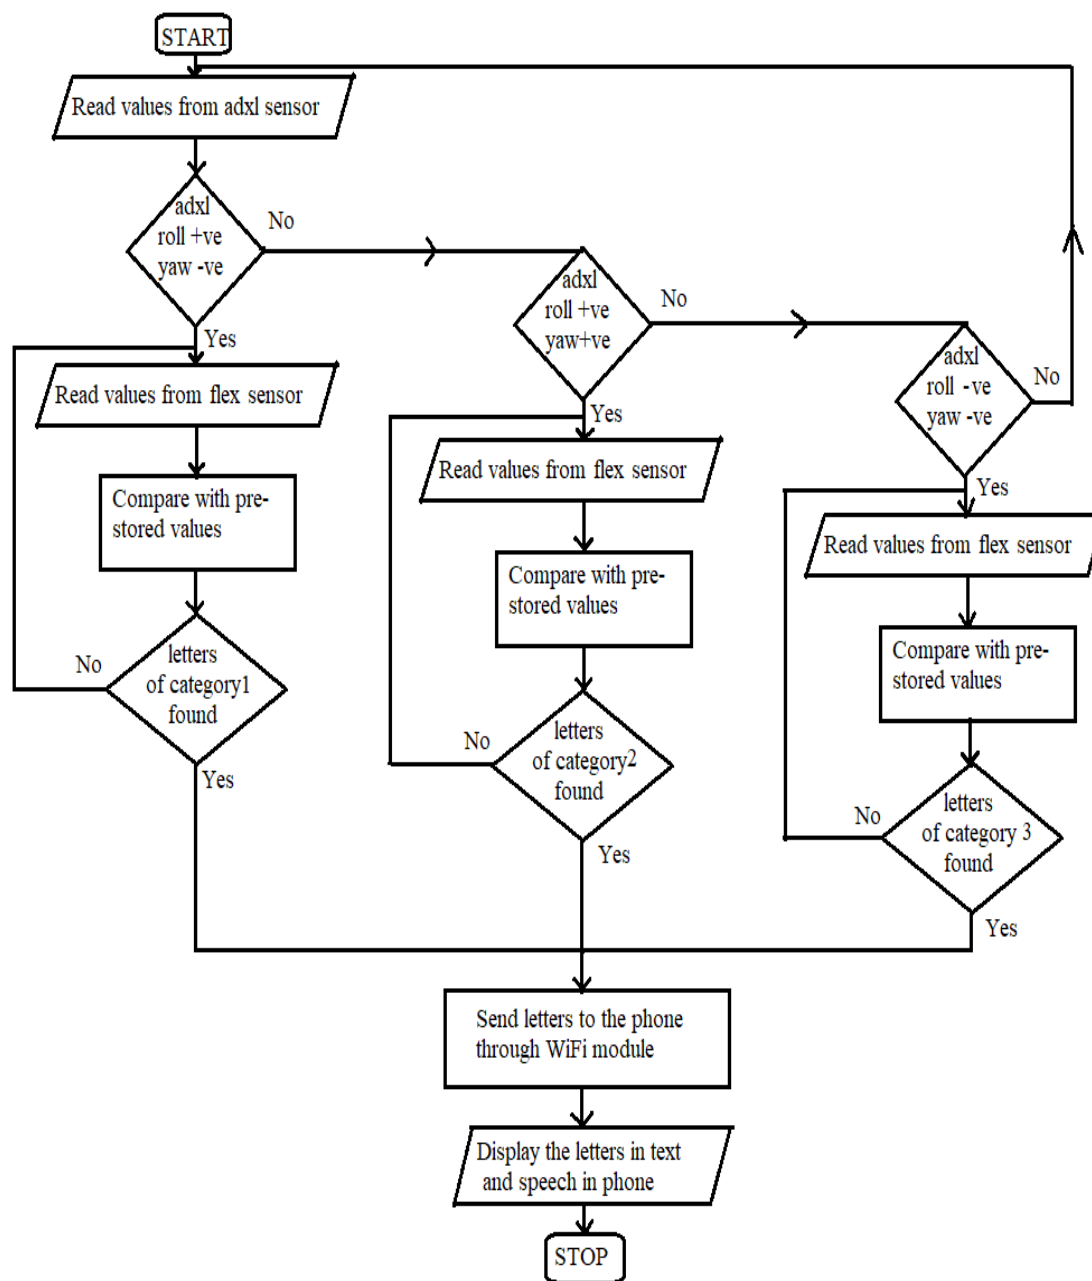 START
Read values from adxl sensor
adxl
roll +ve
yaw -ve
No
Yes
Read values from flex sensor
Compare with pre-
stored values
letters
of category1
found
No
Yes
adxl
roll +ve
yaw+ve
No
Yes
Read values from flex sensor
Compare with pre-
stored values
letters
of category2
found
No
Yes
adxl
roll -ve
yaw -ve
No
Yes
Read values from flex sensor
Compare with pre-
stored values
letters
of category 3
found
No
Yes
Send letters to the phone
through WiFi module
Display the letters in text
and speech in phone
STOP